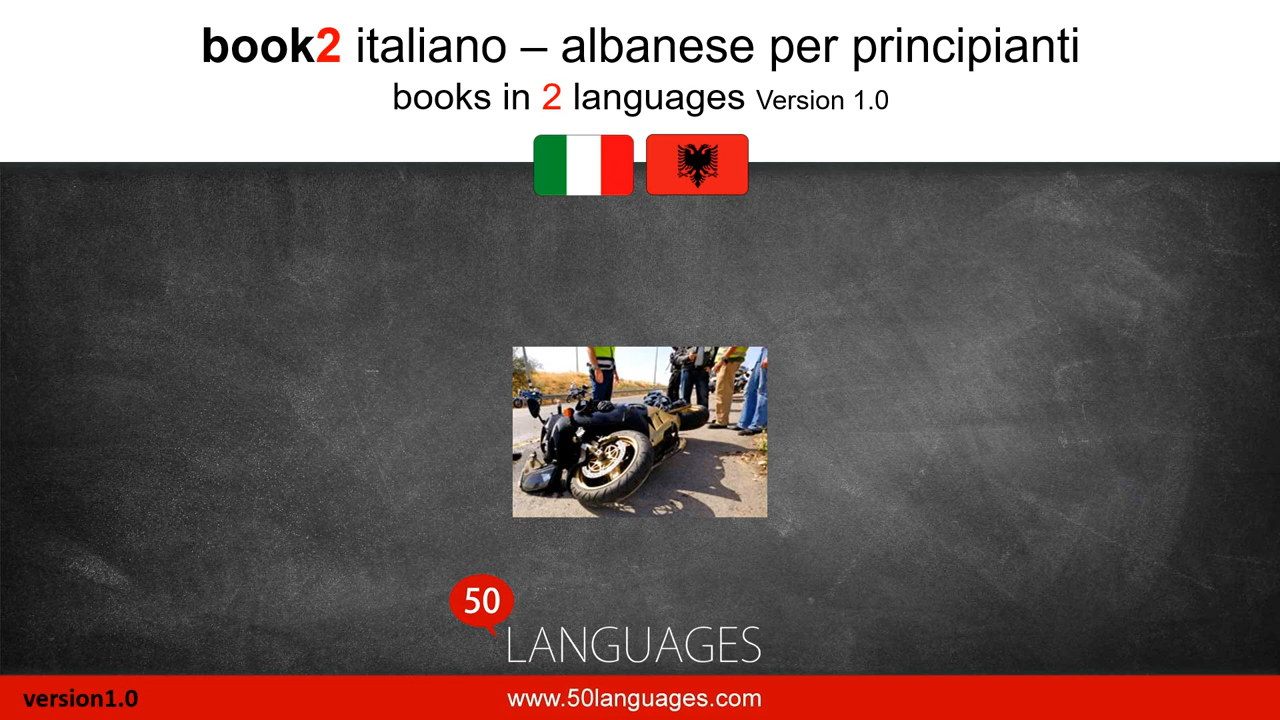 book2 italiano – albanese per principianti
books in 2 languages Version 1.0
50
LANGUAGES
version1.0
www.50languages.com